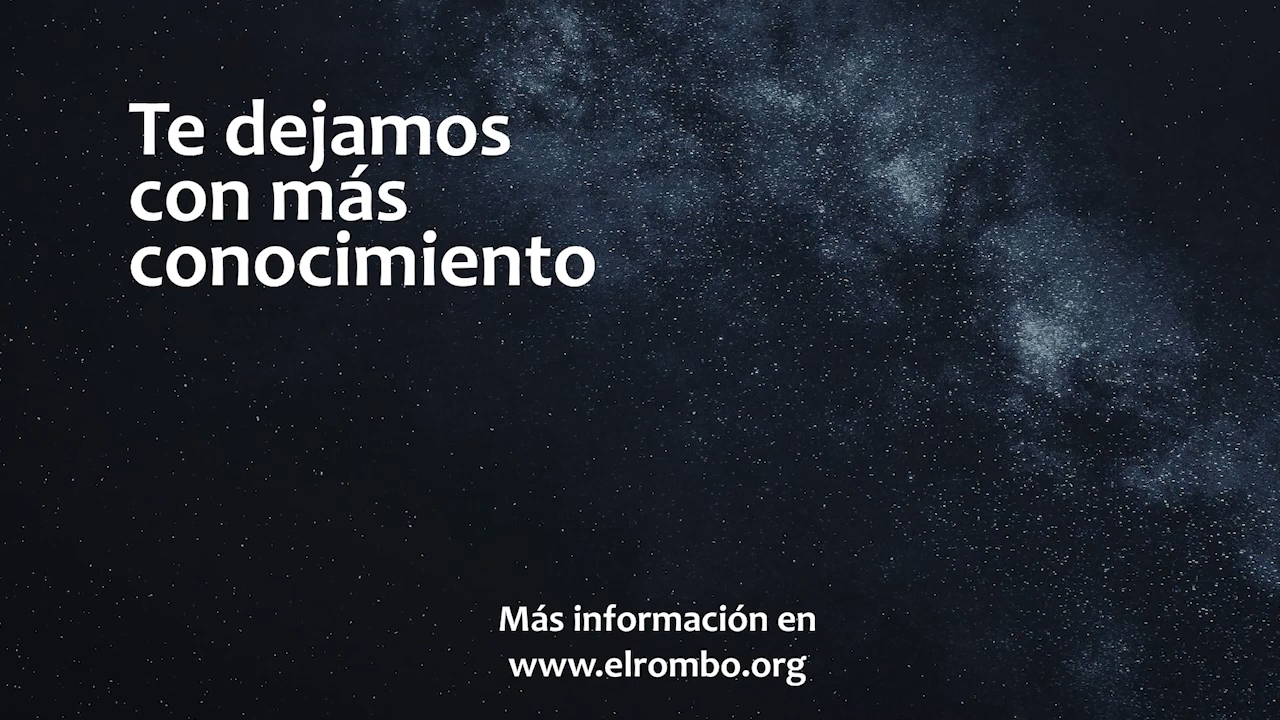 Te dejamos
con más
conocimiento
Más información en
www.elrombo.org